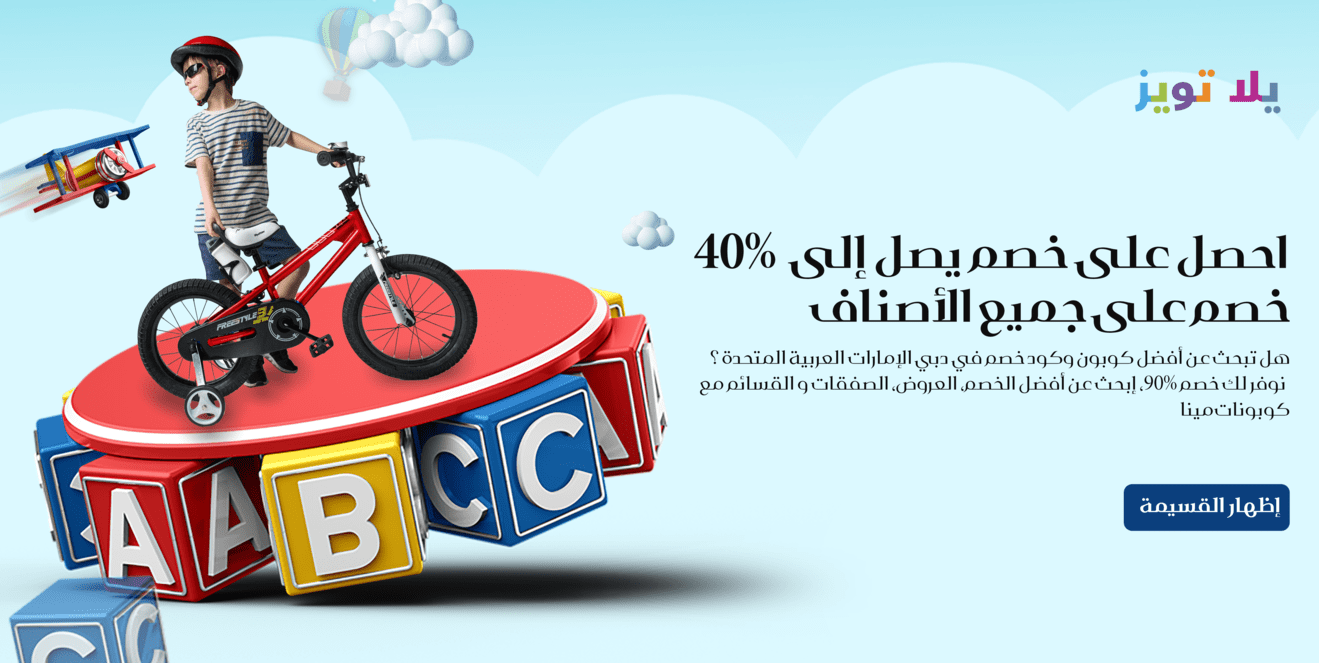 يلا تويز
احصل على خصم يصل إلى 40%
خصم على جميع الأصناف
هل تبحث عن أفضل كوبون وكود خصم في دبي الإمارات العربية المتحدة ؟
نوفر لك خصم 90%, إبحث عن أفضل الخصم, العروض, الصفقات و القسائم مع
كوبونات مينا
إظهار القسيمة
FREESTYLE
A A B C C A
C C